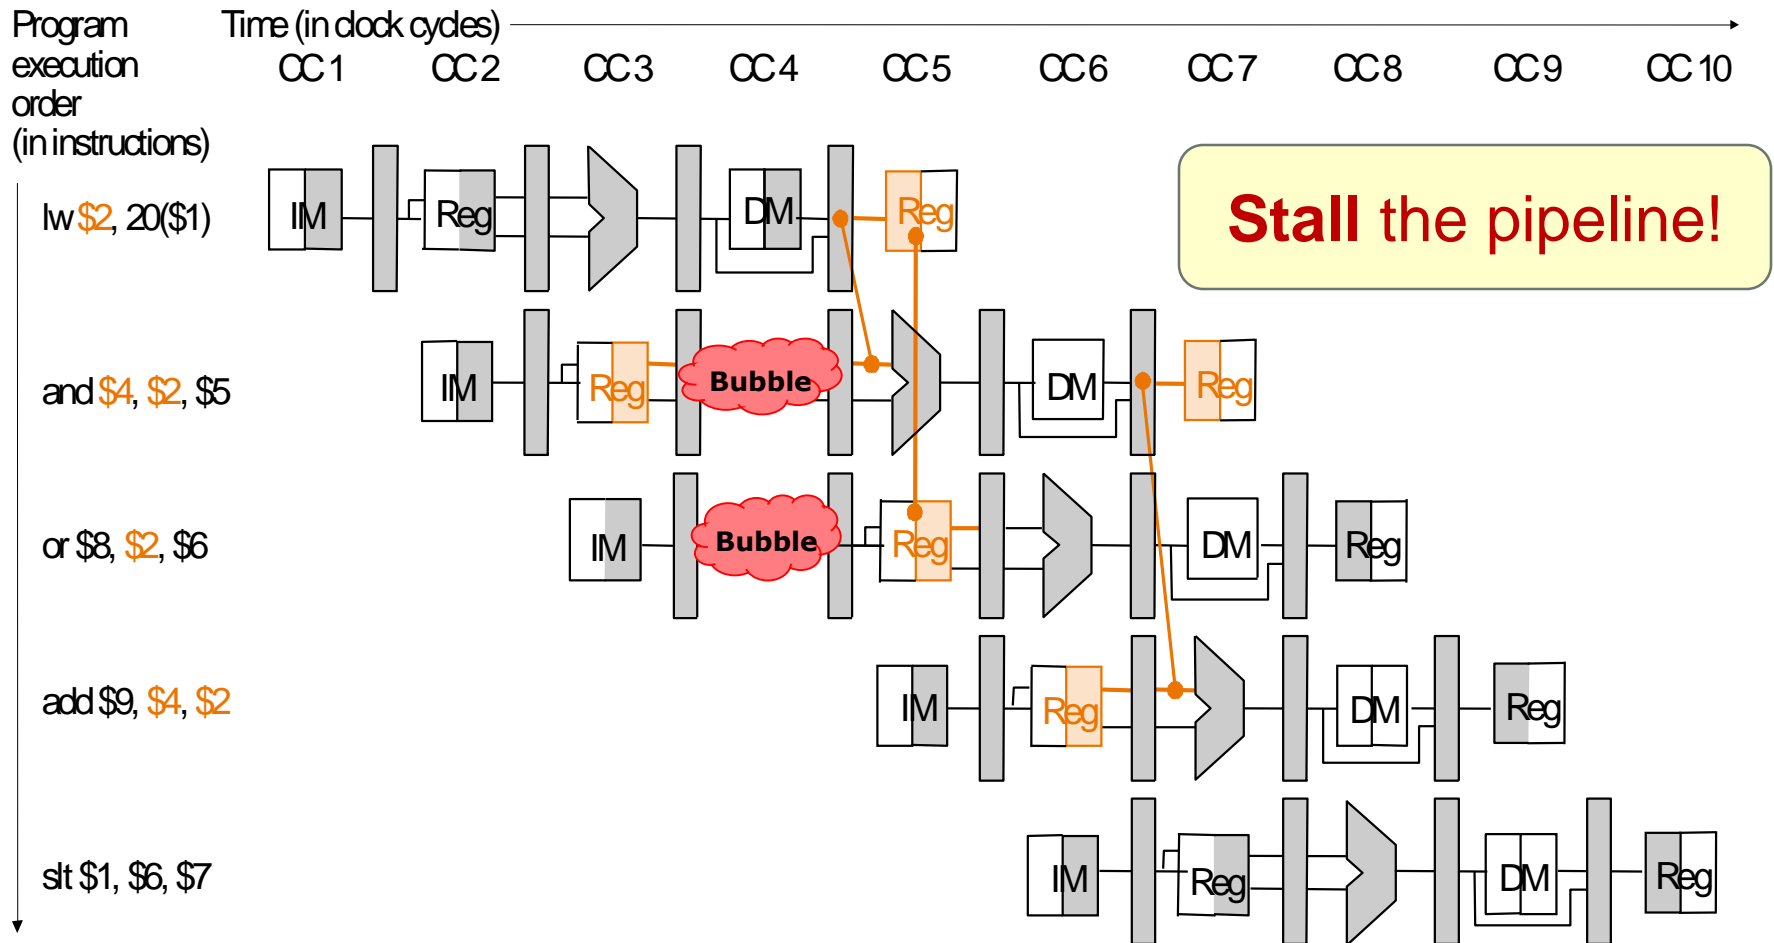 Program
execution
order
(in instructions)
Time (in clock cycles)
CC 1 CC 2 CC 3 CC 4 CC 5 CC 6 CC 7 CC 8 CC 9 CC 10
Stall the pipeline!
lw $2, 20($1) IM Reg DM Reg
and $4, $2, $5 IM Reg Bubble DM Reg
or $8, $2, $6 IM Bubble Reg DM Reg
add $9, $4, $2 IM Reg DM Reg
slt $1, $6, $7 IM Reg DM Reg